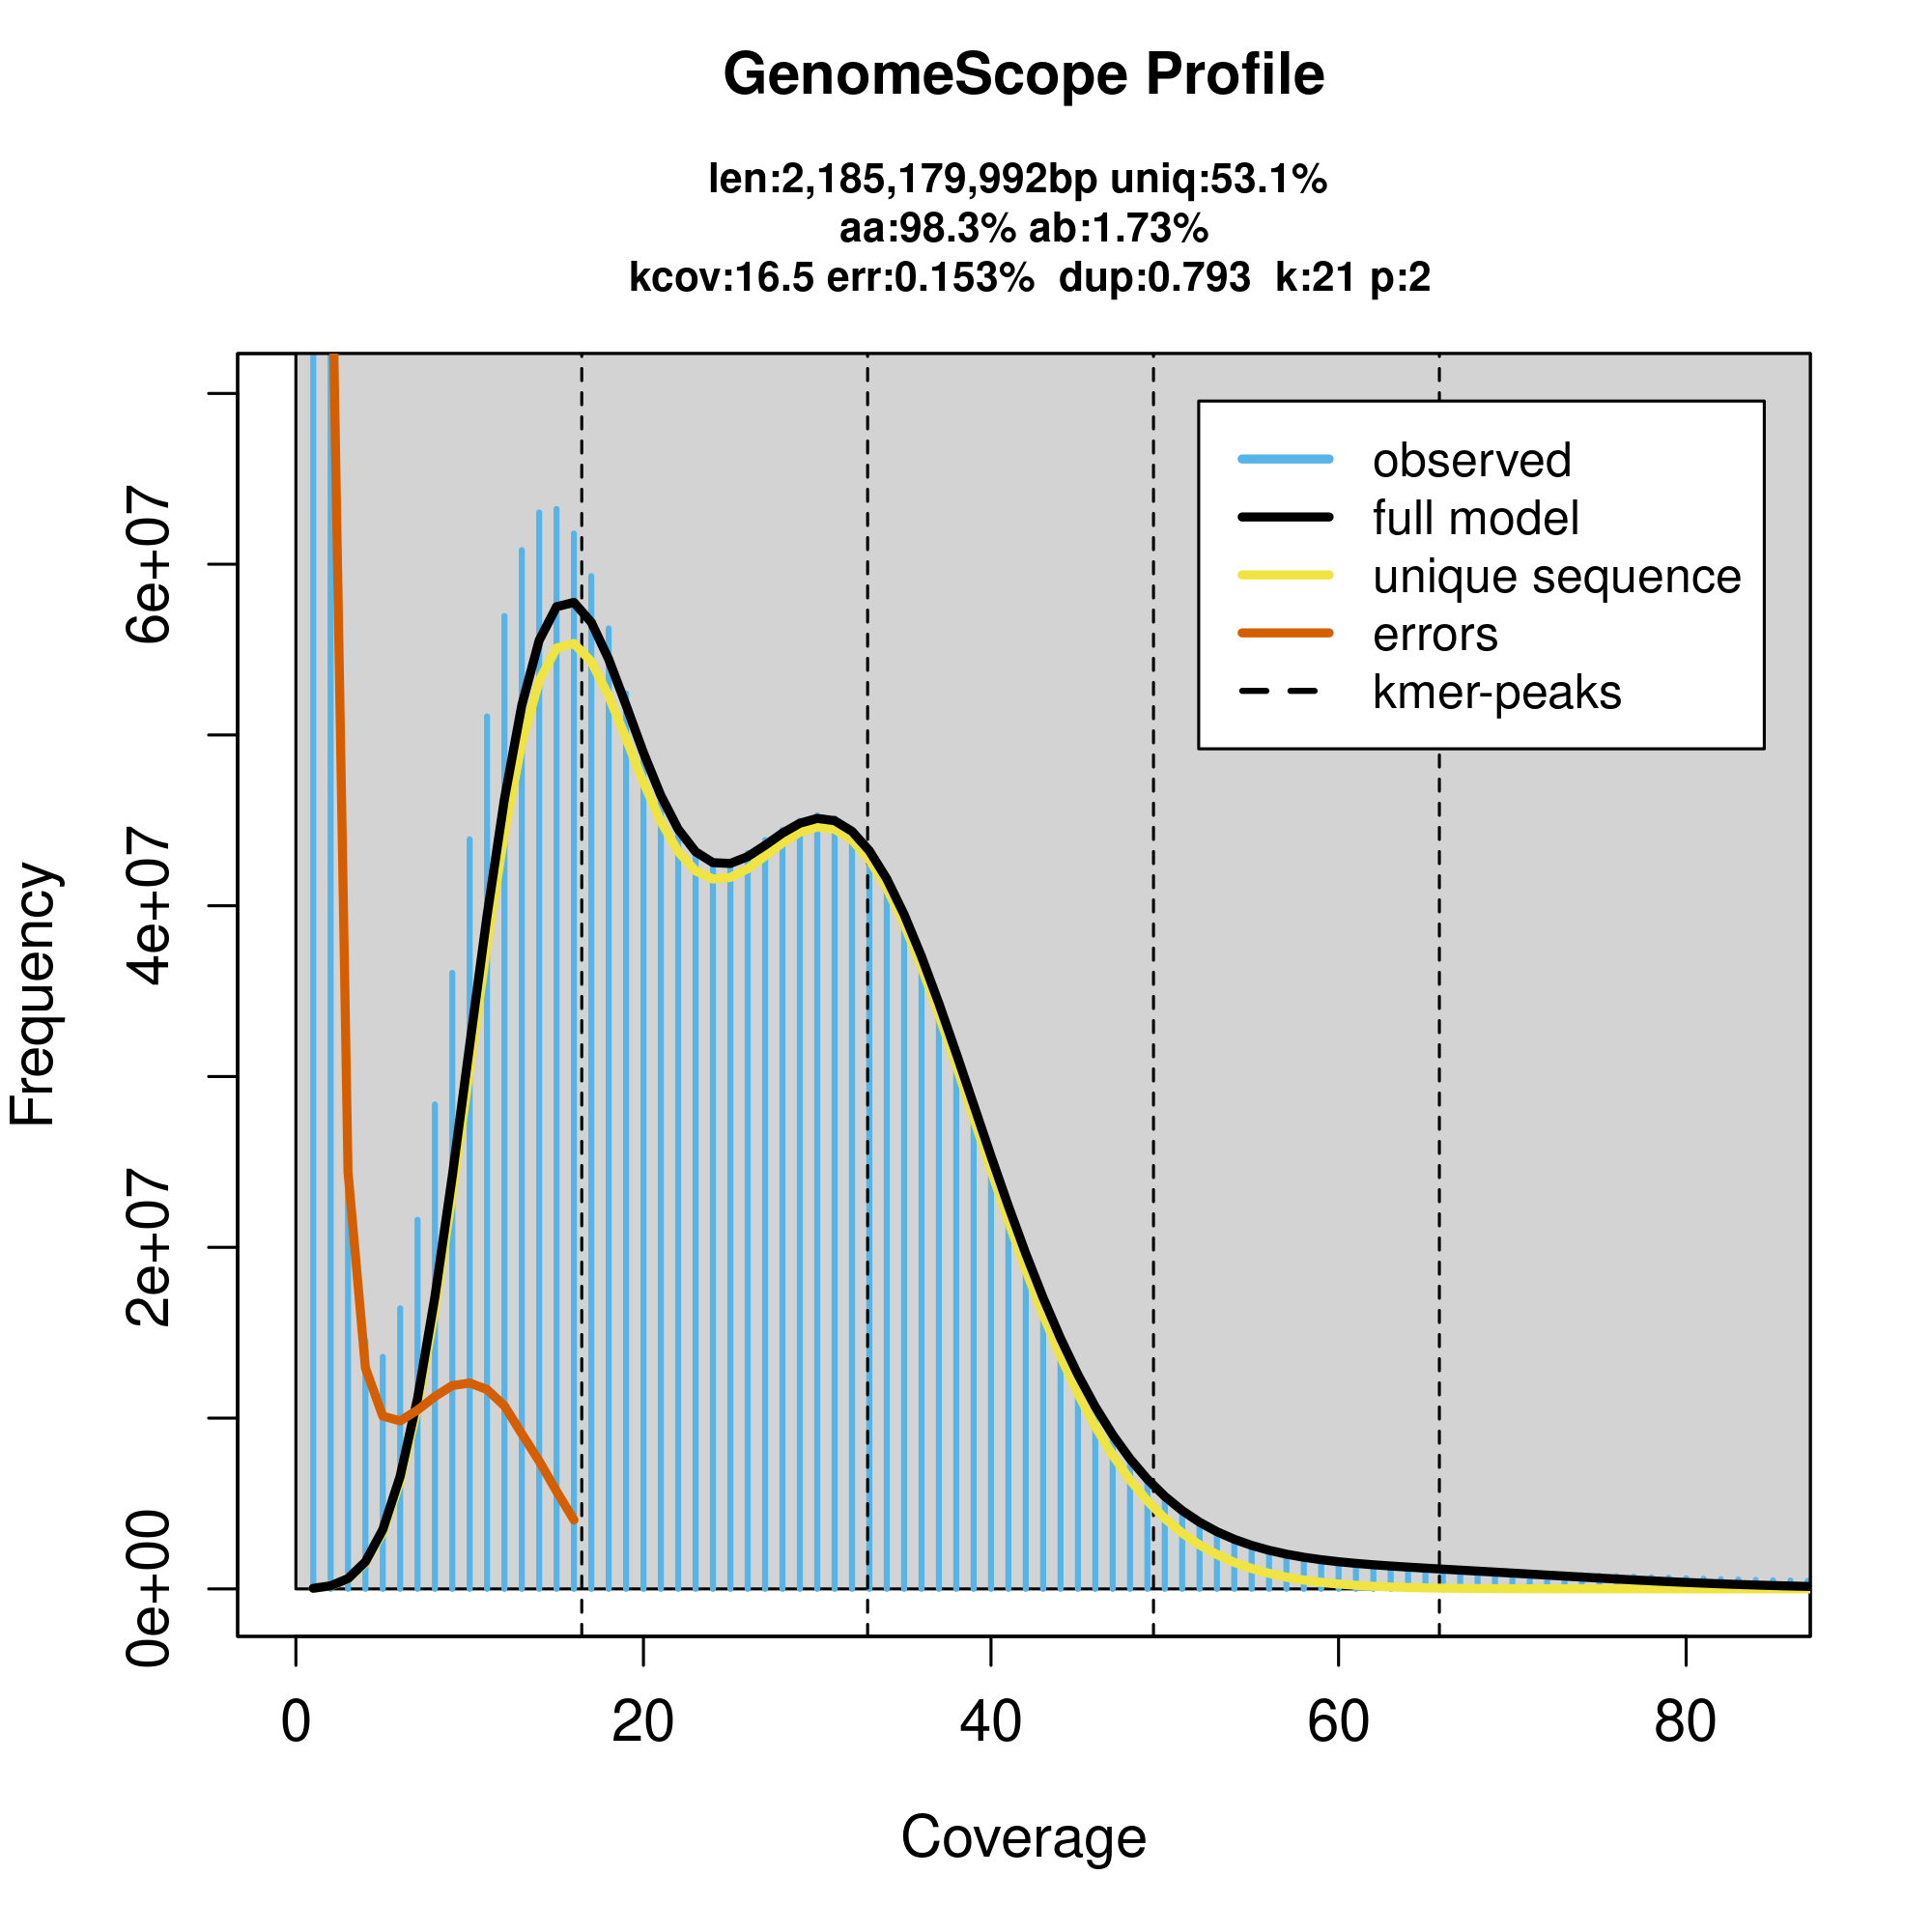 GenomeScope Profile
len:2,185,179,992bp uniq:53.1%
aa:98.3% ab:1.73%
kcov:16.5 err:0.153% dup:0.793 k:21 p:2
observed
full model
unique sequence
errors
kmer-peaks
Frequency
6e+07
4e+07
2e+07
0e+00
0 20 40 60 80
Coverage